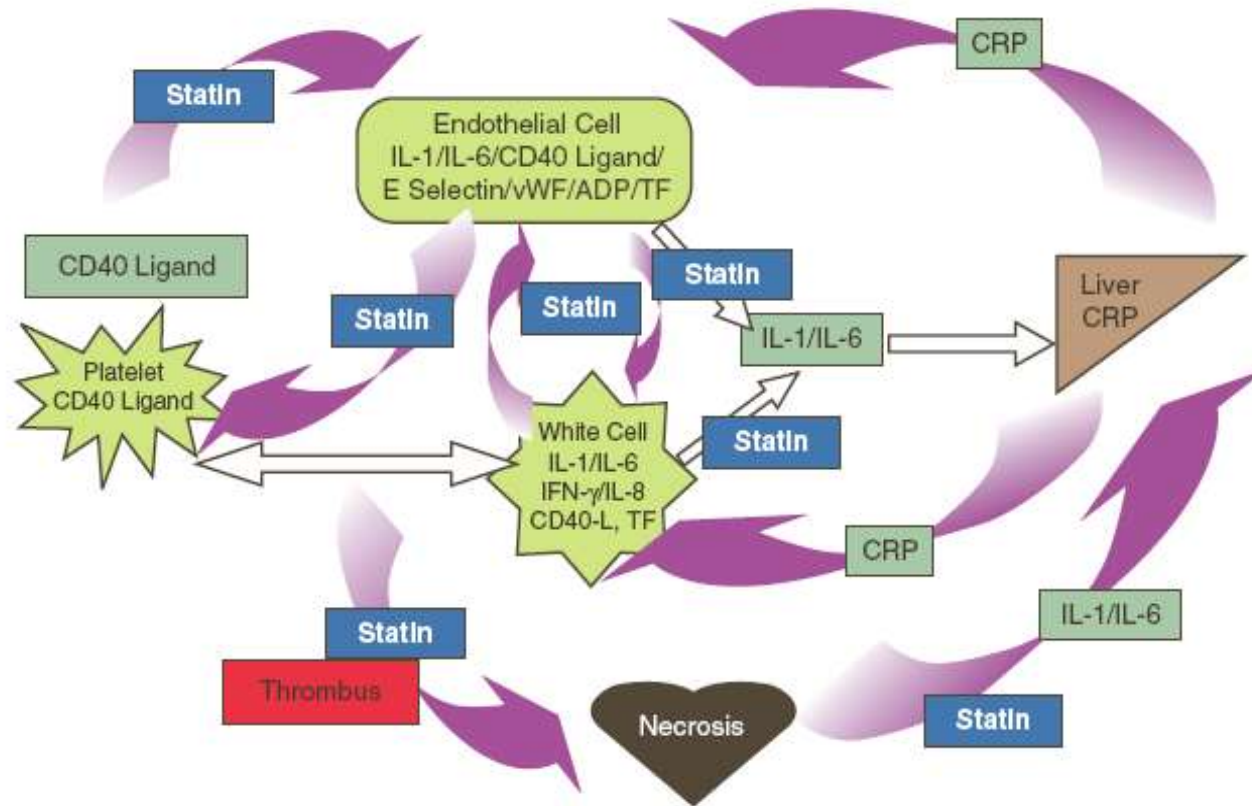 CRP
Statin
Endothelial Cell
IL-1/IL-6/CD40 Ligand/
E Selectin/vWF/ADP/TF
CD40 Ligand
Statin
Statin
Statin
IL-1/IL-6
Liver
CRP
Platelet
CD40 Ligand
White Cell
IL-1/IL-6
IFN-γ/IL-8
CD40-L, TF
Statin
CRP
IL-1/IL-6
Statin
Thrombus
Necrosis
Statin